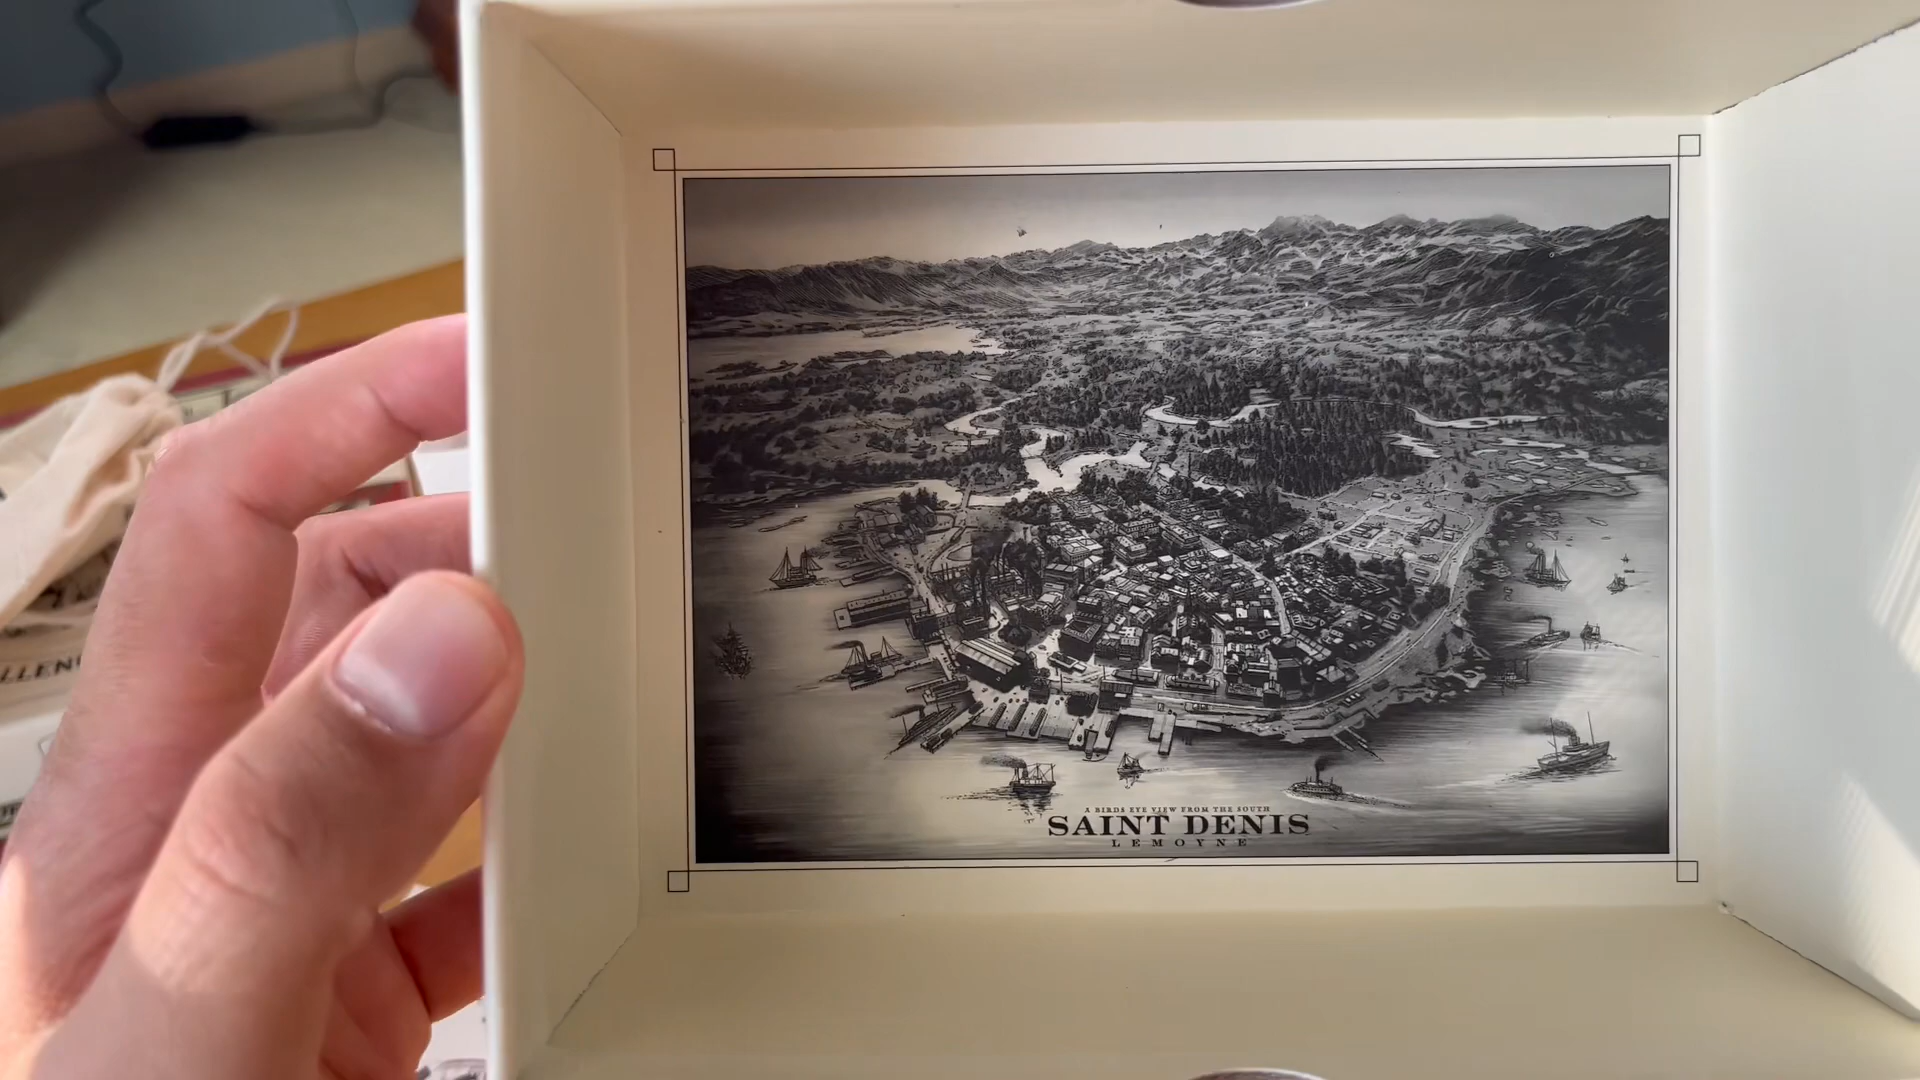 A BIRDS EYE VIEW FROM THE SOUTH
SAINT DENIS
LEMOYNE